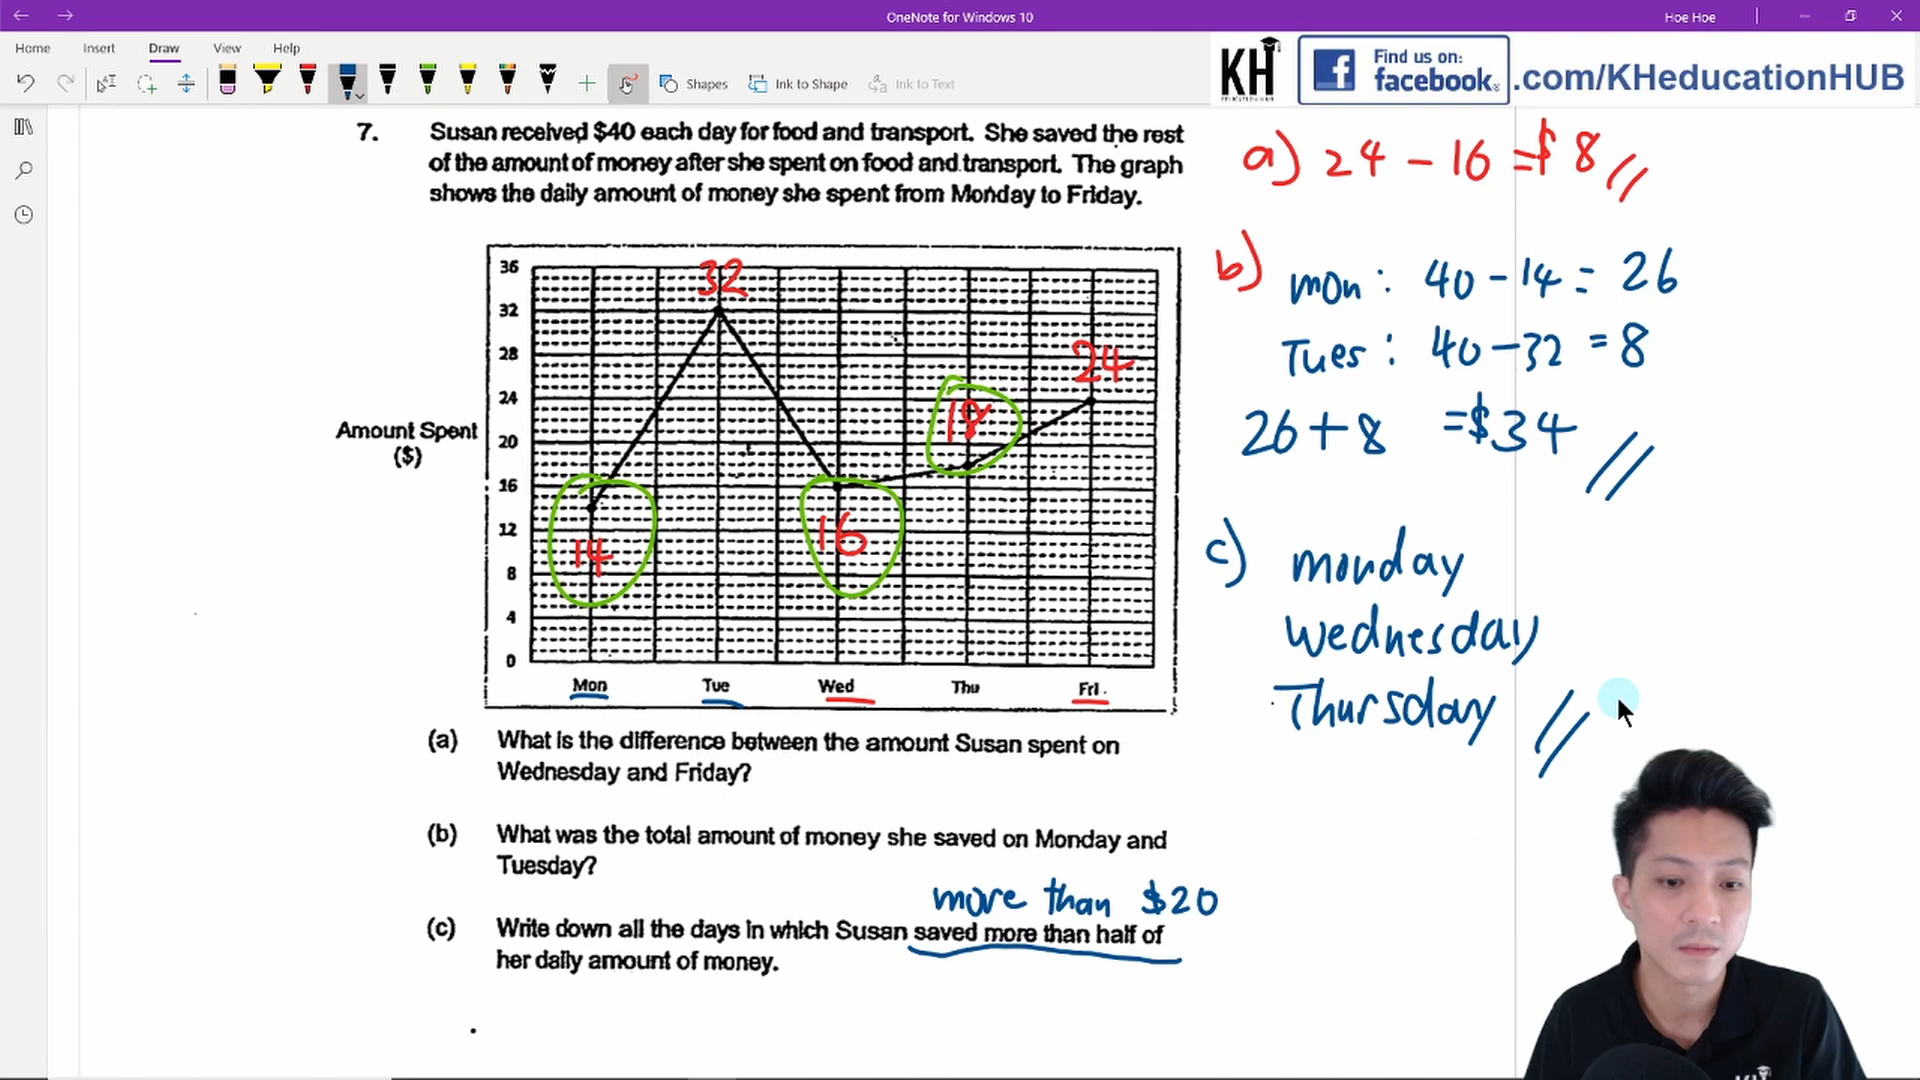 OneNote for Windows 10
Hoe Hoe
Home Insert Draw View Help
Shapes Ink to Shape Ink to Text
KH
Find us on:
facebook.
.com/KHeducationHUB
7. Susan received $40 each day for food and transport. She saved the rest
of the amount of money after she spent on food and transport. The graph
shows the daily amount of money she spent from Monday to Friday.
Amount Spent
($)
36
32
28
24
20
16
12
8
4
0
14
32
16
18
24
Mon Tue Wed Thu Fri
(a) What is the difference between the amount Susan spent on
Wednesday and Friday?
(b) What was the total amount of money she saved on Monday and
Tuesday?
more than $20
(c) Write down all the days in which Susan saved more than half of
her daily amount of money.
a) 24 - 16 = $8
b) mon: 40 - 14 = 26
Tues: 40 - 32 = 8
26 + 8 = $34
c) monday
wednesday
Thursday
KH